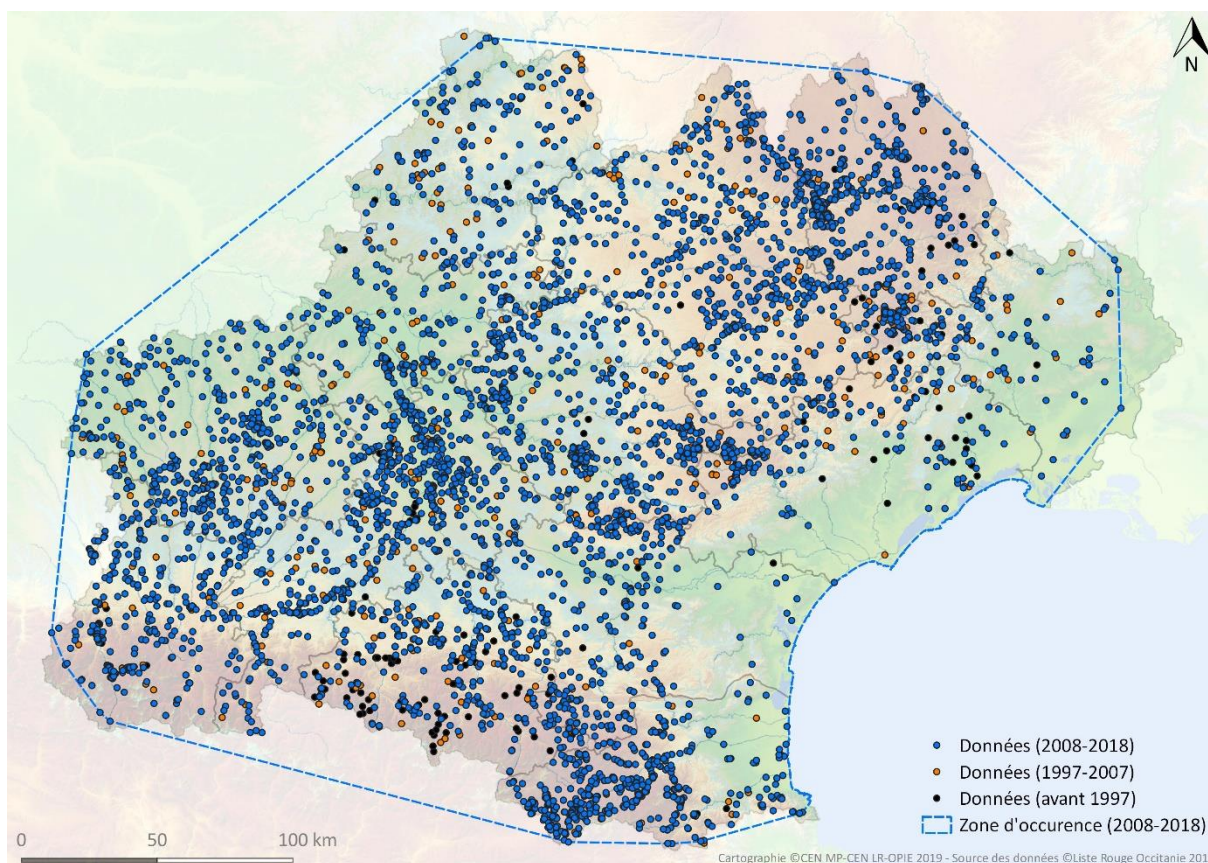 N
Données (2008-2018)
Données (1997-2007)
Données (avant 1997)
Zone d'occurence (2008-2018)
0 50 100 km
Cartographie ©CEN MP-CEN LR-OPIE 2019 - Source des données ©Liste Rouge Occitanie 201